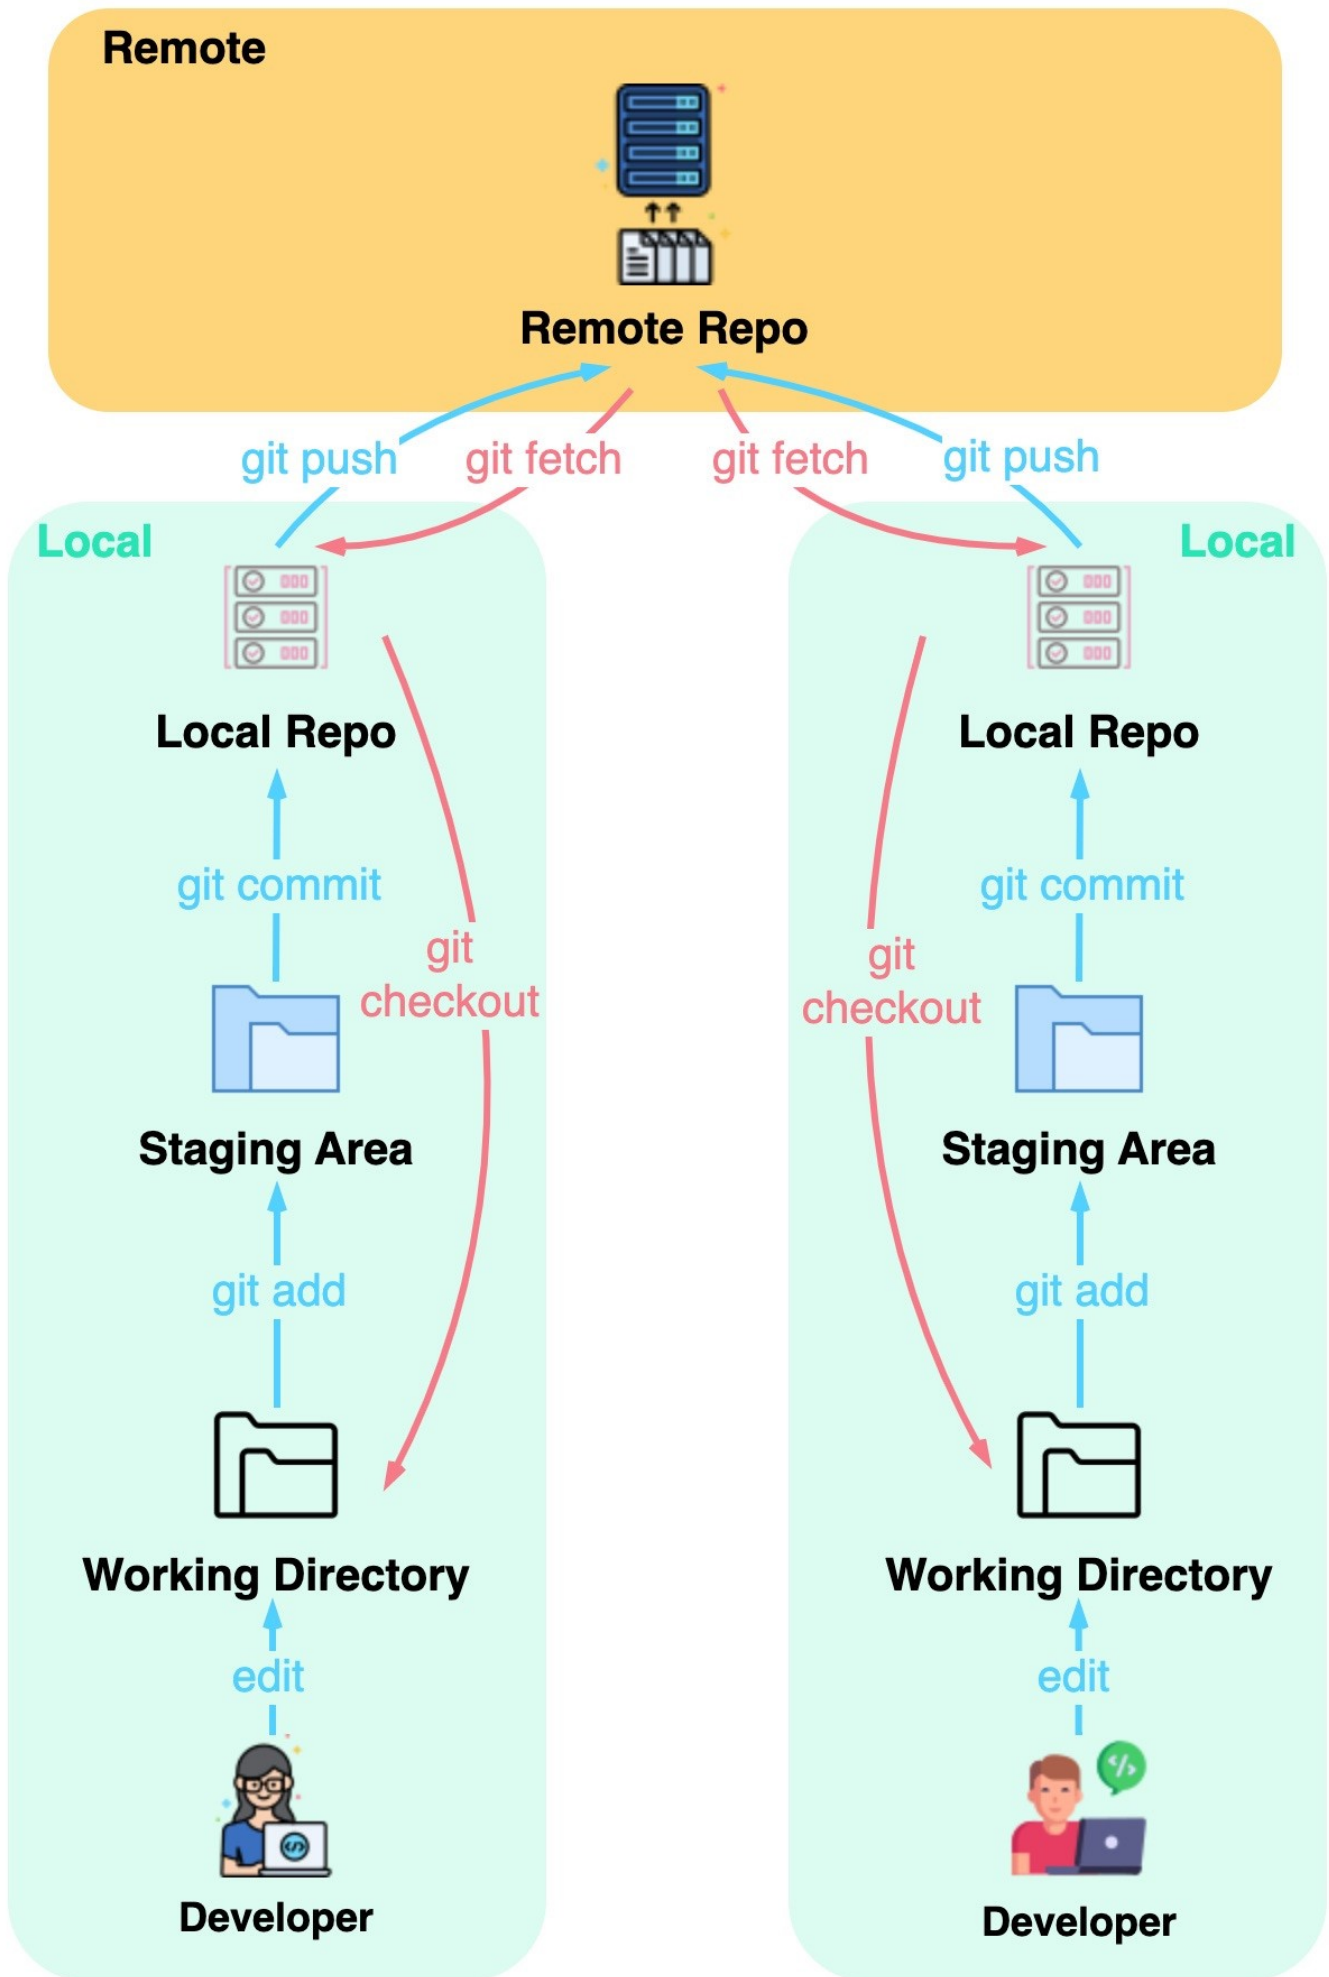 Remote
Remote Repo
git push
git fetch
git fetch
git push
Local
Local
Local Repo
Local Repo
git commit
git commit
git
checkout
git
checkout
Staging Area
Staging Area
git add
git add
Working Directory
Working Directory
edit
edit
</>
</>
Developer
Developer